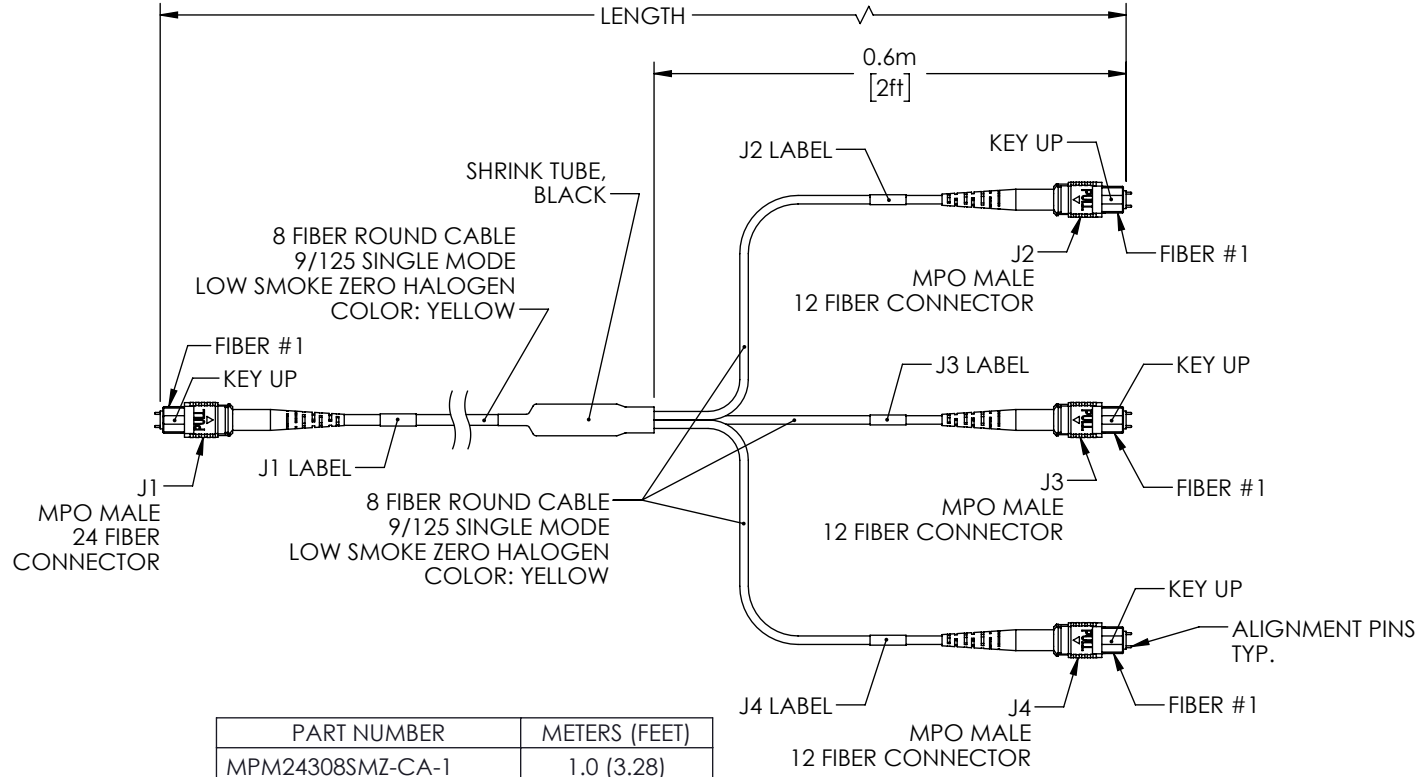 LENGTH
0.6m
[2ft]
J2 LABEL
KEY UP
SHRINK TUBE,
BLACK
8 FIBER ROUND CABLE
9/125 SINGLE MODE
LOW SMOKE ZERO HALOGEN
COLOR: YELLOW
PULL
J2
MPO MALE
12 FIBER CONNECTOR
FIBER #1
FIBER #1
KEY UP
J3 LABEL
KEY UP
PULL
PULL
J1 LABEL
J1
MPO MALE
24 FIBER
CONNECTOR
8 FIBER ROUND CABLE
9/125 SINGLE MODE
LOW SMOKE ZERO HALOGEN
COLOR: YELLOW
J3
MPO MALE
12 FIBER CONNECTOR
FIBER #1
KEY UP
PULL
ALIGNMENT PINS
TYP.
J4 LABEL
J4
MPO MALE
12 FIBER CONNECTOR
FIBER #1
PART NUMBER METERS (FEET)
MPM24308SMZ-CA-1 1.0 (3.28)